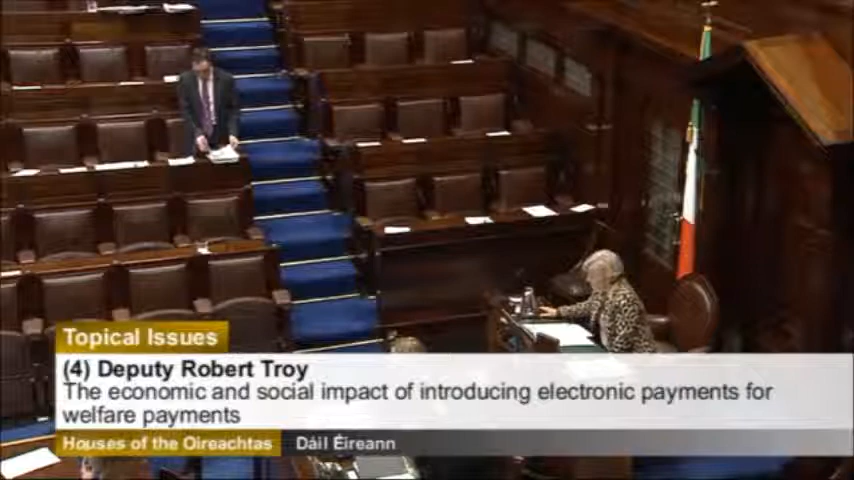 Topical Issues
(4) Deputy Robert Troy
The economic and social impact of introducing electronic payments for
welfare payments
Houses of the Oireachtas Dáil Éireann